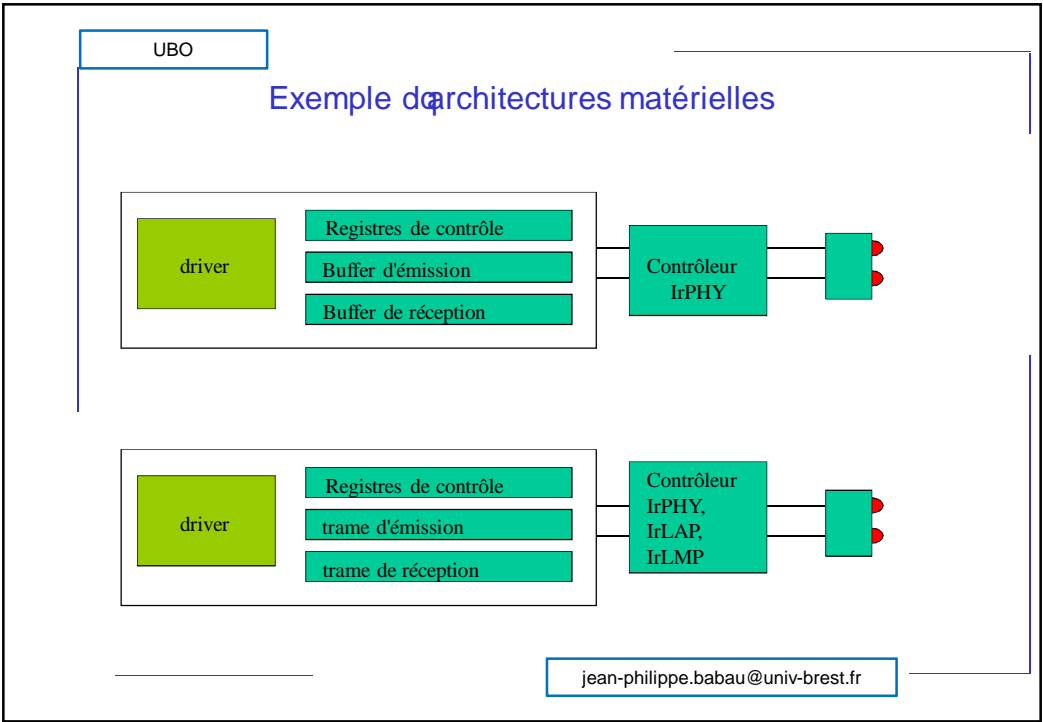 UBO
Exemple dqarchitectures matérielles
driver
Registres de contrôle
Buffer d'émission
Buffer de réception
Contrôleur
IrPHY
driver
Registres de contrôle
trame d'émission
trame de réception
Contrôleur
IrPHY,
IrLAP,
IrLMP
jean-philippe.babau@univ-brest.fr